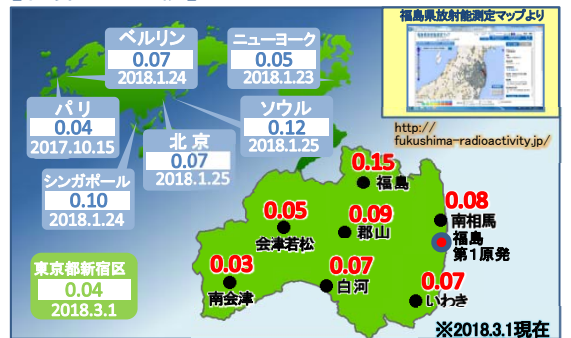 福島県放射能測定マップより
ベルリン
0.07
2018.1.24
ニューヨーク
0.05
2018.1.23
パリ
0.04
2017.10.15
北京
0.07
2018.1.25
ソウル
0.12
2018.1.25
シンガポール
0.10
2018.1.24
http://
fukushima-radioactivity.jp/
0.15
福島
0.08
南相馬
福島
第1原発
0.05
会津若松
0.09
郡山
0.03
南会津
0.07
白河
0.07
いわき
東京都新宿区
0.04
2018.3.1
※2018.3.1現在